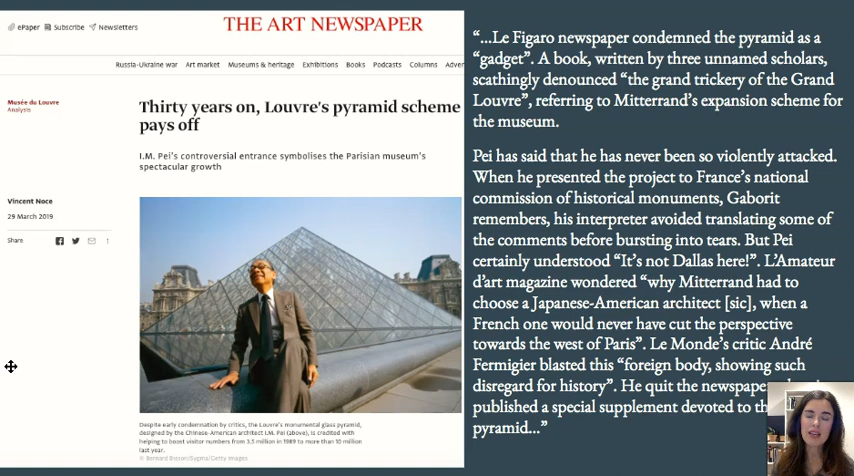 ePaper Subscribe Newsletters
THE ART NEWSPAPER
Russia-Ukraine war Art market Museums & heritage Exhibitions Books Podcasts Columns Adver
Musée du Louvre
Analysis
Thirty years on, Louvre's pyramid scheme
pays off
I.M. Pei's controversial entrance symbolises the Parisian museum's
spectacular growth
Vincent Noce
29 March 2019
Share
Despite early condemnation by critics, the Louvre's monumental glass pyramid,
designed by the Chinese-American architect I.M. Pei (above), is credited with
helping to boost visitor numbers from 3.5 million in 1989 to more than 10 million
last year.
© Bernard Bisson/Sygma/Getty Images
“...Le Figaro newspaper condemned the pyramid as a
“gadget”. A book, written by three unnamed scholars,
scathingly denounced “the grand trickery of the Grand
Louvre”, referring to Mitterrand’s expansion scheme for
the museum.
Pei has said that he has never been so violently attacked.
When he presented the project to France’s national
commission of historical monuments, Gaborit
remembers, his interpreter avoided translating some of
the comments before bursting into tears. But Pei
certainly understood “It’s not Dallas here!”. L’Amateur
d’art magazine wondered “why Mitterrand had to
choose a Japanese-American architect [sic], when a
French one would never have cut the perspective
towards the west of Paris”. Le Monde’s critic André
Fermigier blasted this “foreign body, showing such
disregard for history”. He quit the newspaper
published a special supplement devoted to
pyramid...”